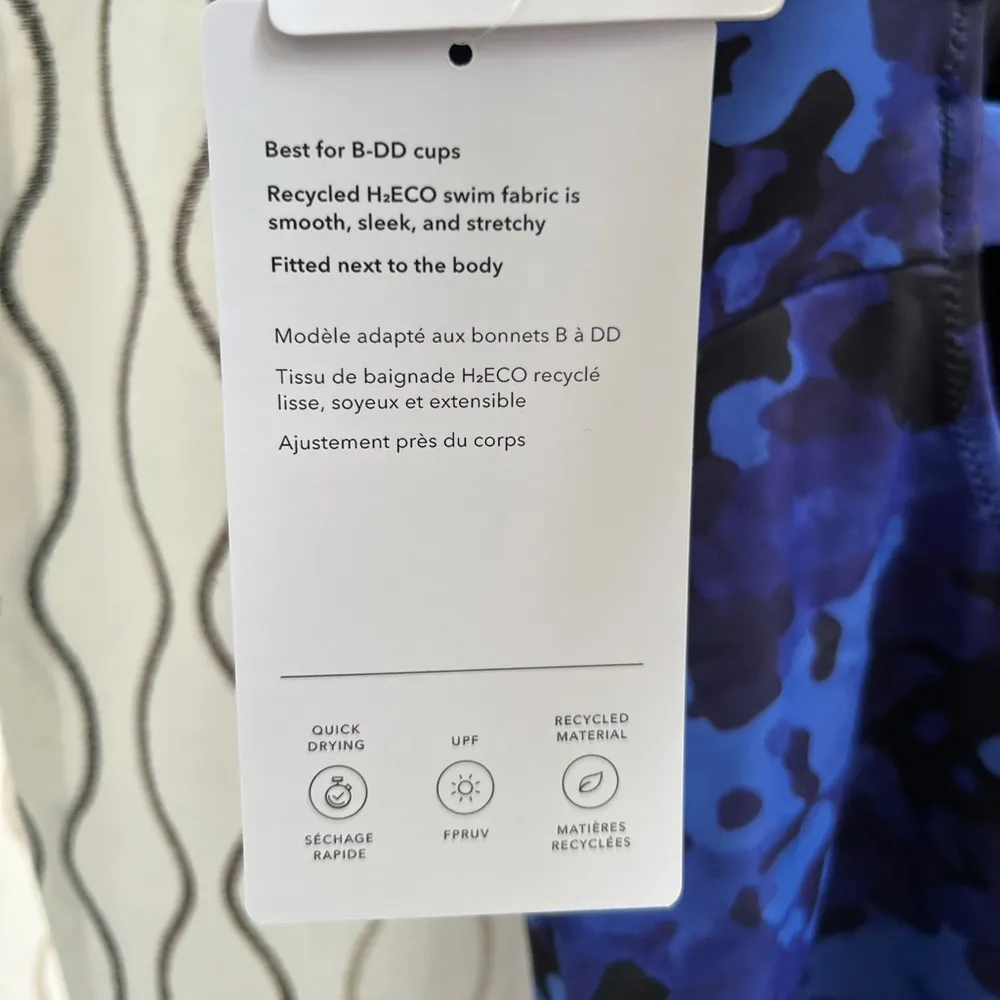 Best for B-DD cups
Recycled H₂ECO swim fabric is
smooth, sleek, and stretchy
Fitted next to the body
Modèle adapté aux bonnets B à DD
Tissu de baignade H₂ECO recyclé
lisse, soyeux et extensible
Ajustement près du corps
QUICK
DRYING
SÉCHAGE
RAPIDE
UPF
FPRUV
RECYCLED
MATERIAL
MATIÈRES
RECYCLÉES